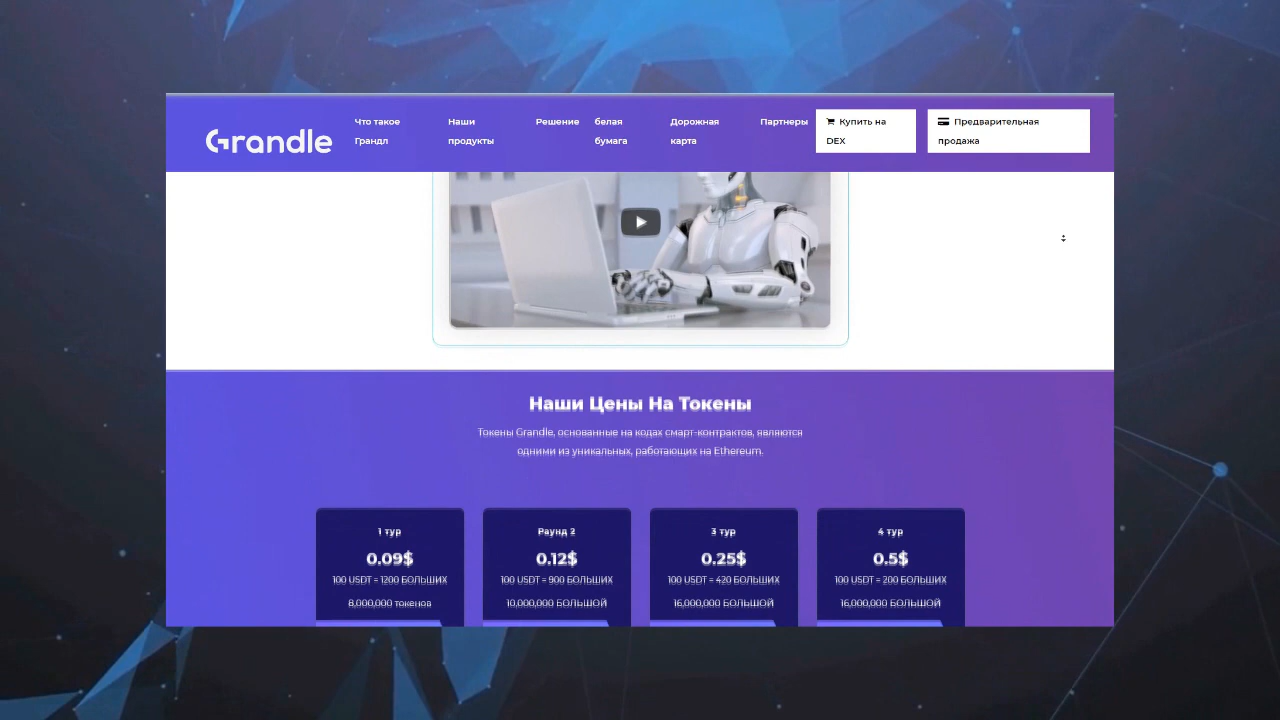 Grandle
Что такое
Грандл
Наши
продукты
Решение
белая
бумага
Дорожная
карта
Партнеры
Купить на
DEX
Предварительная
продажа
Наши Цены На Токены
Токены Grandle, основанные на кодах смарт-контрактов, являются
одними из уникальных, работающих на Ethereum.
1 тур
0.09$
100 USDT = 1200 БОЛЬШИХ
8,000,000 токенов
Раунд 2
0.12$
100 USDT = 900 БОЛЬШИХ
10,000,000 БОЛЬШОЙ
3 тур
0.25$
100 USDT = 420 БОЛЬШИХ
16,000,000 БОЛЬШОЙ
4 тур
0.5$
100 USDT = 200 БОЛЬШИХ
16,000,000 БОЛЬШОЙ